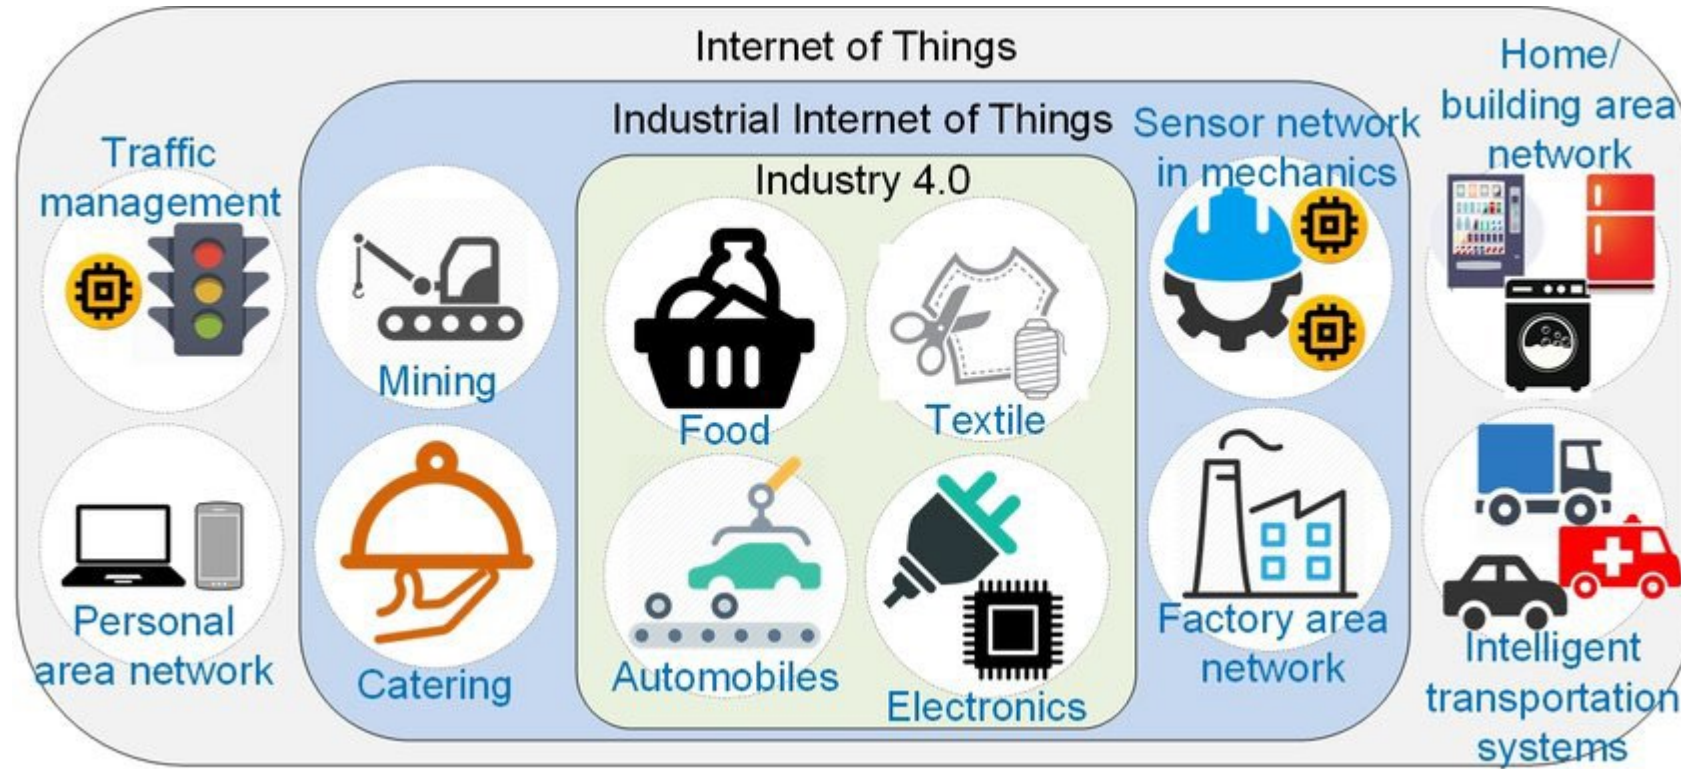 Internet of Things
Industrial Internet of Things
Industry 4.0
Traffic
management
Personal
area network
Mining
Catering
Food
Textile
Automobiles
Electronics
Sensor network
in mechanics
Factory area
network
Home/
building area
network
Intelligent
transportation
systems